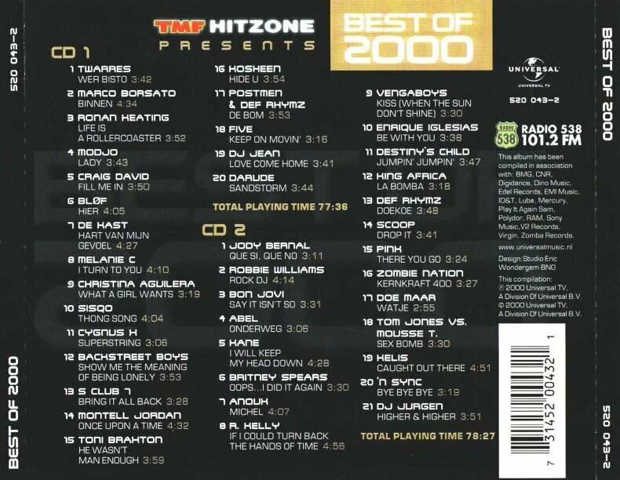 BEST OF 2000
520 043-2
TMF HITZONE
PRESENTS
BEST OF
2000
CD 1
1 TWARRES
WER BISTO 3:42
2 MARCO BORSATO
BINNEN 4:34
3 RONAN KEATING
LIFE IS
A ROLLERCOASTER 3:52
4 MODJO
LADY 3:43
5 CRAIG DAVID
FILL ME IN 3:50
6 BLØF
HIER 4:05
7 DE KAST
HART VAN MIJN
GEVOEL 4:27
8 MELANIE C
I TURN TO YOU 4:10
9 CHRISTINA AGUILERA
WHAT A GIRL WANTS 3:19
10 SISQO
THONG SONG 4:04
11 CYGNUS X
SUPERSTRING 3:06
12 BACKSTREET BOYS
SHOW ME THE MEANING
OF BEING LONELY 3:53
13 S CLUB 7
BRING IT ALL BACK 3:28
14 MONTELL JORDAN
ONCE UPON A TIME 4:32
15 TONI BRAXTON
HE WASN'T
MAN ENOUGH 3:59
16 KOSHEEN
HIDE U 3:54
17 POSTMEN
& DEF RHYMZ
DE BOM 3:53
18 FIVE
KEEP ON MOVIN' 3:16
19 DJ JEAN
LOVE COME HOME 3:41
20 DARUDE
SANDSTORM 3:44
TOTAL PLAYING TIME 77:36
CD 2
1 JODY BERNAL
QUE SI, QUE NO 3:11
2 ROBBIE WILLIAMS
ROCK DJ 4:14
3 BON JOVI
SAY IT ISN'T SO 3:31
4 ABEL
ONDERWEG 3:06
5 KANE
I WILL KEEP
MY HEAD DOWN 4:28
6 BRITNEY SPEARS
OOPS...I DID IT AGAIN 3:30
7 ANOUK
MICHEL 4:07
8 R. KELLY
IF I COULD TURN BACK
THE HANDS OF TIME 4:56
9 VENGABOYS
KISS (WHEN THE SUN
DON'T SHINE) 3:30
10 ENRIQUE IGLESIAS
BE WITH YOU 3:38
11 DESTINY'S CHILD
JUMPIN' JUMPIN' 3:47
12 KING AFRICA
LA BOMBA 3:18
13 DEF RHYMZ
DOEKOE 3:48
14 SCOOP
DROP IT 3:41
15 PINK
THERE YOU GO 3:24
16 ZOMBIE NATION
KERNKRAFT 400 3:27
17 DOE MAAR
WATJE 2:55
18 TOM JONES VS.
MOUSSE T.
SEX BOMB 3:30
19 KELIS
CAUGHT OUT THERE 4:51
20 'N SYNC
BYE BYE BYE 3:19
21 DJ JURGEN
HIGHER & HIGHER 3:51
TOTAL PLAYING TIME 78:27
UNIVERSAL
UNIVERSAL TV
520 043-2
RADIO
538
RADIO 538
101.2 FM
This album has been
compiled in association
with: BMG, CNR,
Digidance, Dino Music,
Edel Records, EMI Music,
ID&T, Lube, Mercury,
Play It Again Sam,
Polydor, RAM, Sony
Music, V2 Records,
Virgin, Zomba Records.
www.universalmusic.nl
Design: Studio Eric
Wondergem BNO
This compilation:
℗ 2000 Universal TV,
A Division Of Universal B.V.
© 2000 Universal TV,
A Division Of Universal B.V.
7 31452 00432 1
BEST OF 2000
520 043-2